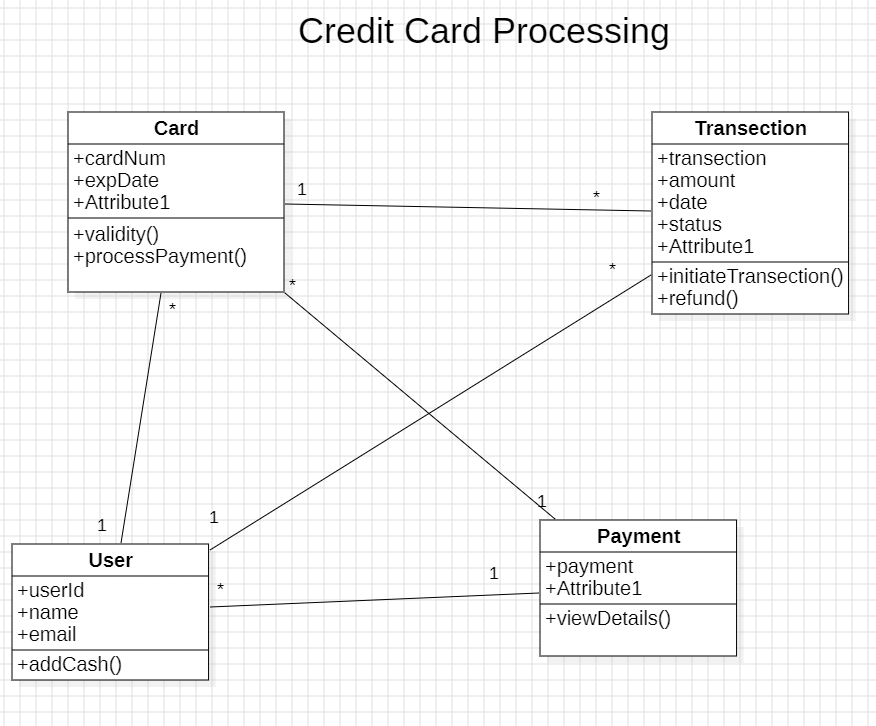 Credit Card Processing
Card
+cardNum
+expDate
+Attribute1
+validity()
+processPayment()
Transection
+transection
+amount
+date
+status
+Attribute1
+initiateTransection()
+refund()
1
*
*
*
*
1
1
1
User
+userId
+name
+email
+addCash()
*
1
Payment
+payment
+Attribute1
+viewDetails()